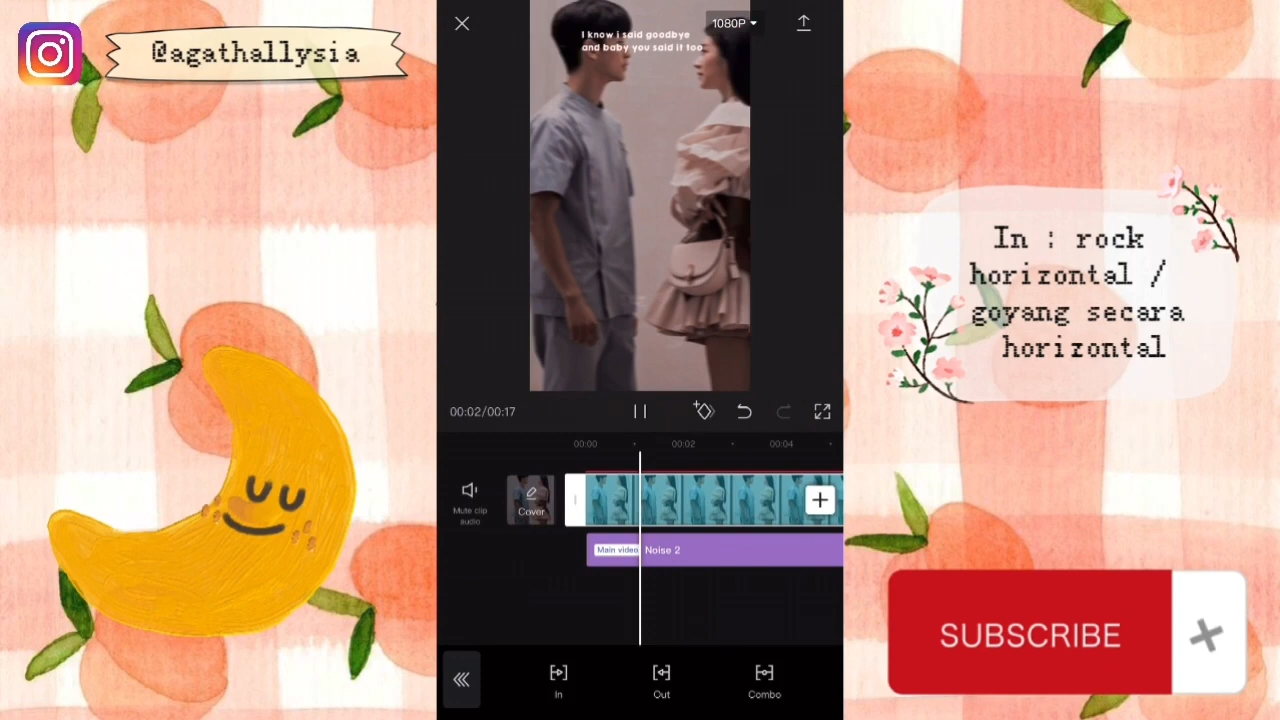 @agathallysia
1080P
I know i said goodbye
and baby you said it too
In : rock
horizontal /
goyang secara
horizontal
00:02/00:17
00:00
00:02
00:04
Mute clip
audio
Cover
Main video
Noise 2
In
Out
Combo
SUBSCRIBE